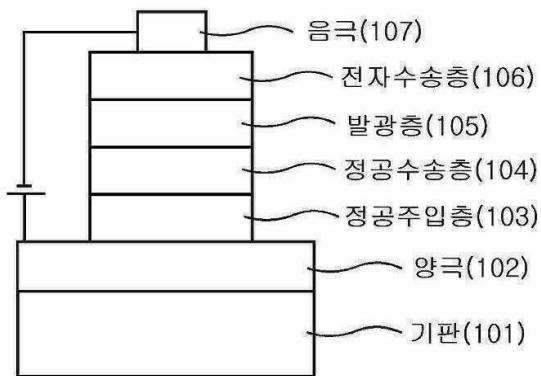 음극(107)
전자수송층(106)
발광층(105)
정공수송층(104)
정공주입층(103)
양극(102)
기판(101)